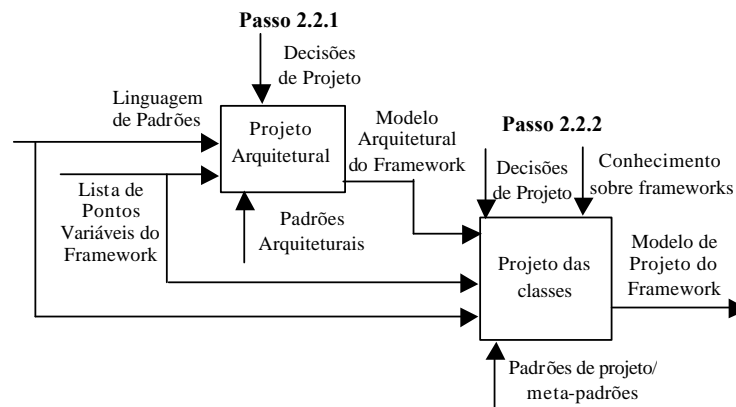 Passo 2.2.1
Decisões
de Projeto
Linguagem
de Padrões
Projeto
Arquitetural
Modelo
Arquitetural
do Framework
Lista de
Pontos
Variáveis do
Framework
Padrões
Arquiteturais
Passo 2.2.2
Decisões
de Projeto
Conhecimento
sobre frameworks
Projeto das
classes
Modelo de
Projeto do
Framework
Padrões de projeto/
meta-padrões